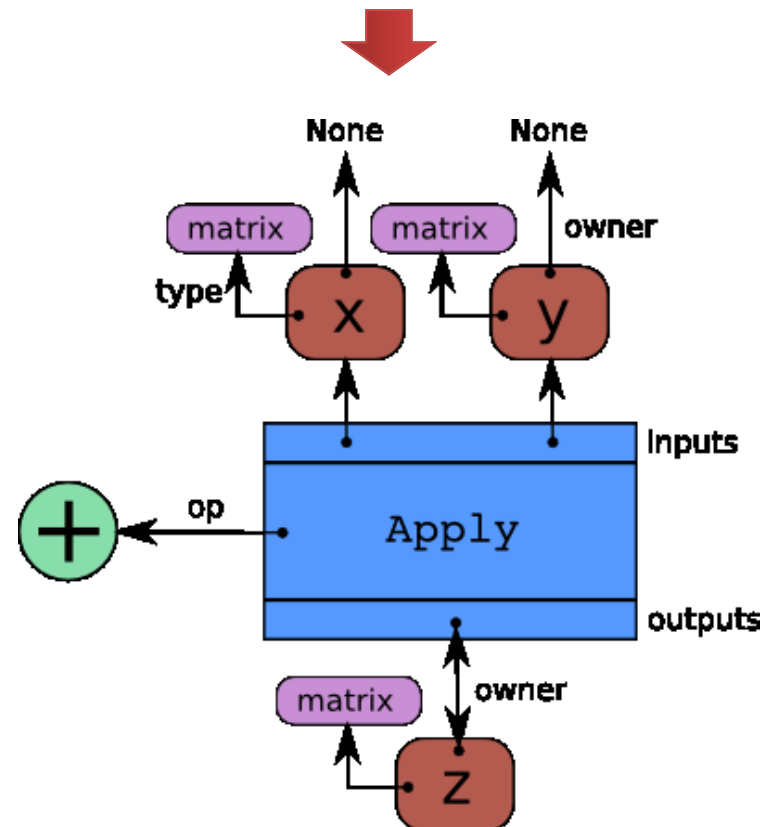 None None
matrix matrix owner
type x y
inputs
op Apply
outputs
matrix owner
z